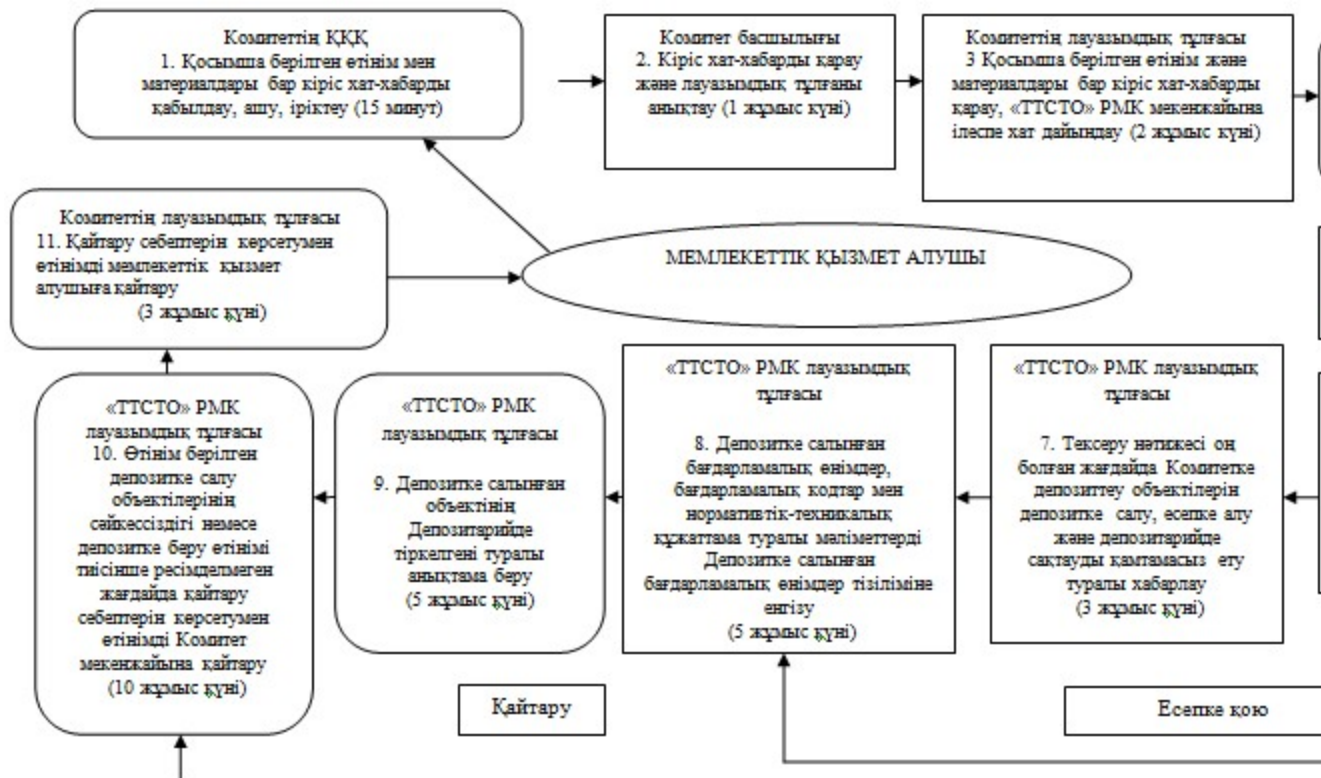 Комитеттің ҚҚҚ
1. Қосымша берілген өтінім мен
материалдары бар кіріс хат-хабарды
қабылдау, ашу, іріктеу (15 минут)
Комитет басшылығы
2. Кіріс хат-хабарды қарау
және лауазымдық тұлғаны
анықтау (1 жұмыс күні)
Комитеттің лауазымдық тұлғасы
3 Қосымша берілген өтінім және
материалдары бар кіріс хат-хабарды
қарау, «ТТСТО» РМК мекенжайына
ілеспе хат дайындау (2 жұмыс күні)
Комитеттің лауазымдық тұлғасы
11. Қайтару себептерін көрсетумен
өтінімді мемлекеттік қызмет
алушыға қайтару
(3 жұмыс күні)
МЕМЛЕКЕТТІК ҚЫЗМЕТ АЛУШЫ
«ТТСТО» РМК
лауазымдық тұлғасы
10. Өтінім берілген
депозитке салу
объектілерінің
сәйкессіздігі немесе
депозитке беру өтінімі
тиісінше ресімделмеген
жағдайда қайтару
себептерін көрсетумен
өтінімді Комитет
мекенжайына қайтару
(10 жұмыс күні)
«ТТСТО» РМК
лауазымдық тұлғасы
9. Депозитке салынған
объектінің
Депозитарийде
тіркелгені туралы
анықтама беру
(5 жұмыс күні)
«ТТСТО» РМК лауазымдық
тұлғасы
8. Депозитке салынған
бағдарламалық өнімдер,
бағдарламалық кодтар мен
нормативтік-техникалық
құжаттама туралы мәліметтерді
Депозитке салынған
бағдарламалық өнімдер тізіліміне
енгізу
(5 жұмыс күні)
«ТТСТО» РМК лауазымдық
тұлғасы
7. Тексеру нәтижесі оң
болған жағдайда Комитетке
депозиттеу объектілерін
депозитке салу, есепке алу
және депозитарийде
сақтауды қамтамасыз ету
туралы хабарлау
(3 жұмыс күні)
Қайтару
Есепке қою